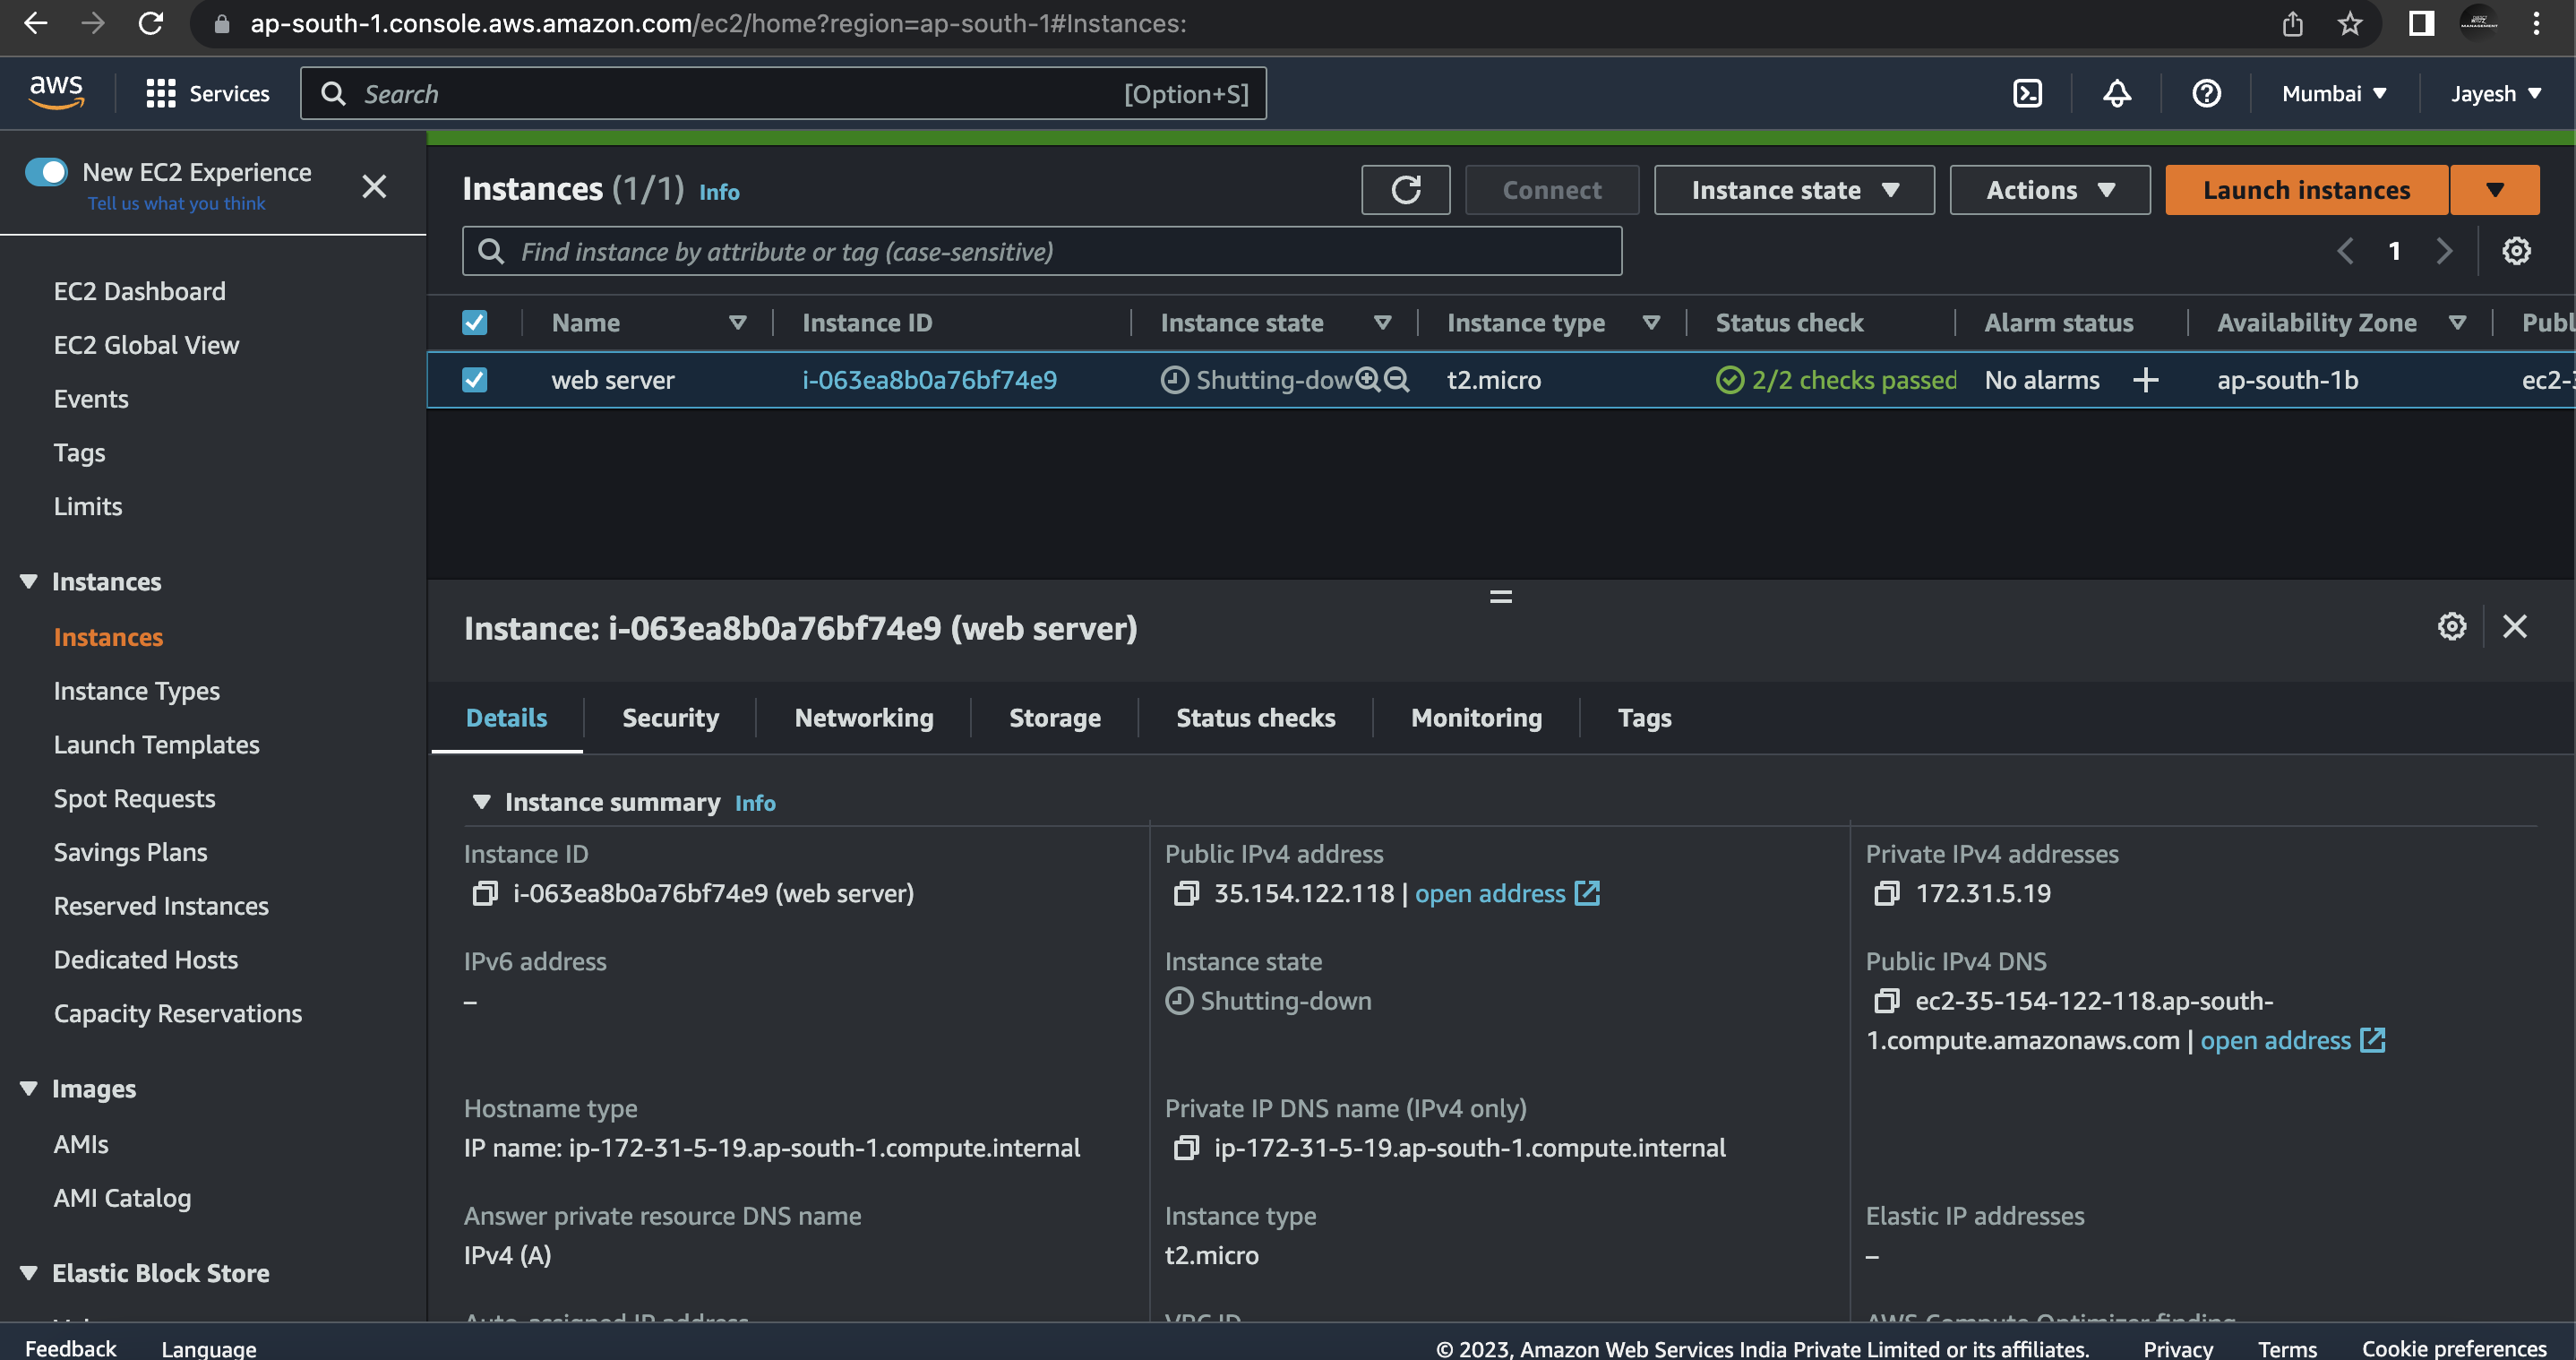 ap-south-1.console.aws.amazon.com/ec2/home?region=ap-south-1#Instances:
aws Services Search [Option+S] Mumbai Jayesh
New EC2 Experience
Tell us what you think
EC2 Dashboard
EC2 Global View
Events
Tags
Limits
Instances
Instances
Instance Types
Launch Templates
Spot Requests
Savings Plans
Reserved Instances
Dedicated Hosts
Capacity Reservations
Images
AMIs
AMI Catalog
Elastic Block Store
Instances (1/1) Info Connect Instance state Actions Launch instances
Find instance by attribute or tag (case-sensitive) 1
Name Instance ID Instance state Instance type Status check Alarm status Availability Zone Publ
web server i-063ea8b0a76bf74e9 Shutting-dow t2.micro 2/2 checks passed No alarms ap-south-1b ec2-3
Instance: i-063ea8b0a76bf74e9 (web server)
Details Security Networking Storage Status checks Monitoring Tags
Instance summary Info
Instance ID
i-063ea8b0a76bf74e9 (web server)
Public IPv4 address
35.154.122.118 | open address
Private IPv4 addresses
172.31.5.19
IPv6 address
–
Instance state
Shutting-down
Public IPv4 DNS
ec2-35-154-122-118.ap-south-
1.compute.amazonaws.com | open address
Hostname type
IP name: ip-172-31-5-19.ap-south-1.compute.internal
Private IP DNS name (IPv4 only)
ip-172-31-5-19.ap-south-1.compute.internal
Answer private resource DNS name
IPv4 (A)
Instance type
t2.micro
Elastic IP addresses
–
Auto-assigned IP address
VPC ID
AWS Compute Optimizer finding
Feedback Language © 2023, Amazon Web Services India Private Limited or its affiliates. Privacy Terms Cookie preferences